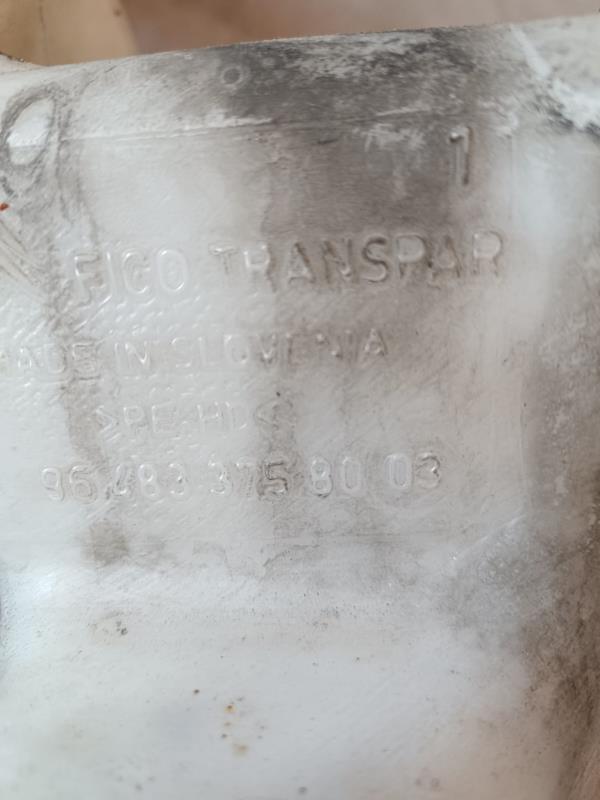 1
FICO TRANSPAR
MADE IN SLOVENIA
>PE-HD<
96 483 375 80 03